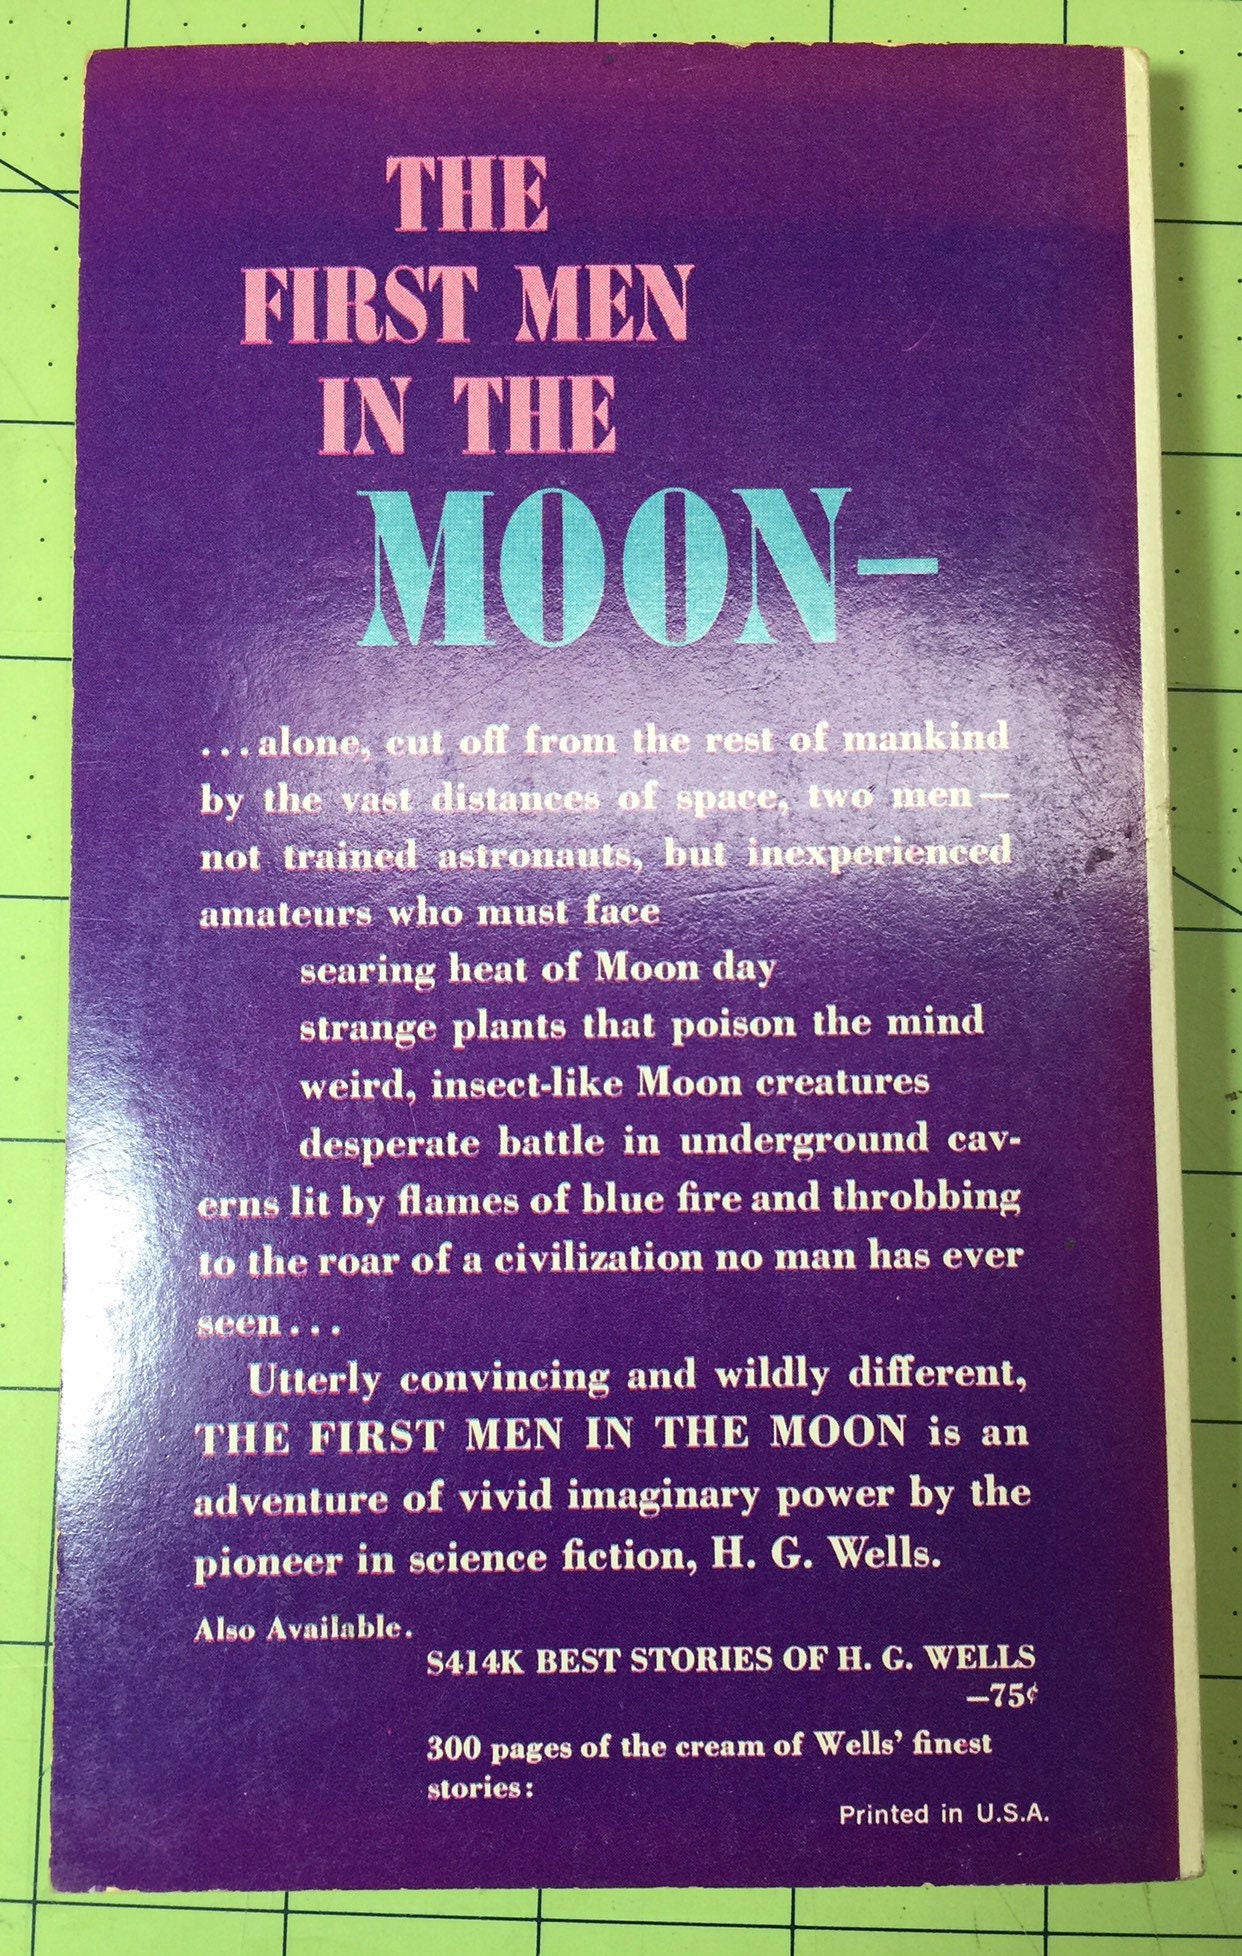 THE
FIRST MEN
IN THE
MOON—
...alone, cut off from the rest of mankind
by the vast distances of space, two men—
not trained astronauts, but inexperienced
amateurs who must face
searing heat of Moon day
strange plants that poison the mind
weird, insect-like Moon creatures
desperate battle in underground cav-
erns lit by flames of blue fire and throbbing
to the roar of a civilization no man has ever
seen...
Utterly convincing and wildly different,
THE FIRST MEN IN THE MOON is an
adventure of vivid imaginary power by the
pioneer in science fiction, H. G. Wells.
Also Available.
S414K BEST STORIES OF H. G. WELLS
—75¢
300 pages of the cream of Wells' finest
stories:
Printed in U.S.A.